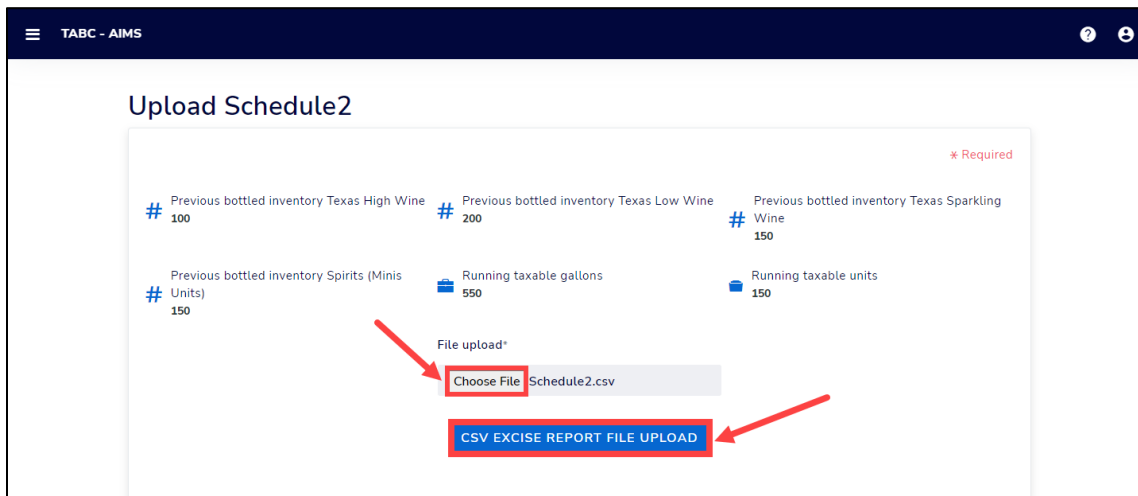 TABC - AIMS
Upload Schedule2
* Required
Previous bottled inventory Texas High Wine
100
Previous bottled inventory Texas Low Wine
200
Previous bottled inventory Texas Sparkling
Wine
150
Previous bottled inventory Spirits (Minis
Units)
150
Running taxable gallons
550
Running taxable units
150
File upload*
Choose File Schedule2.csv
CSV EXCISE REPORT FILE UPLOAD